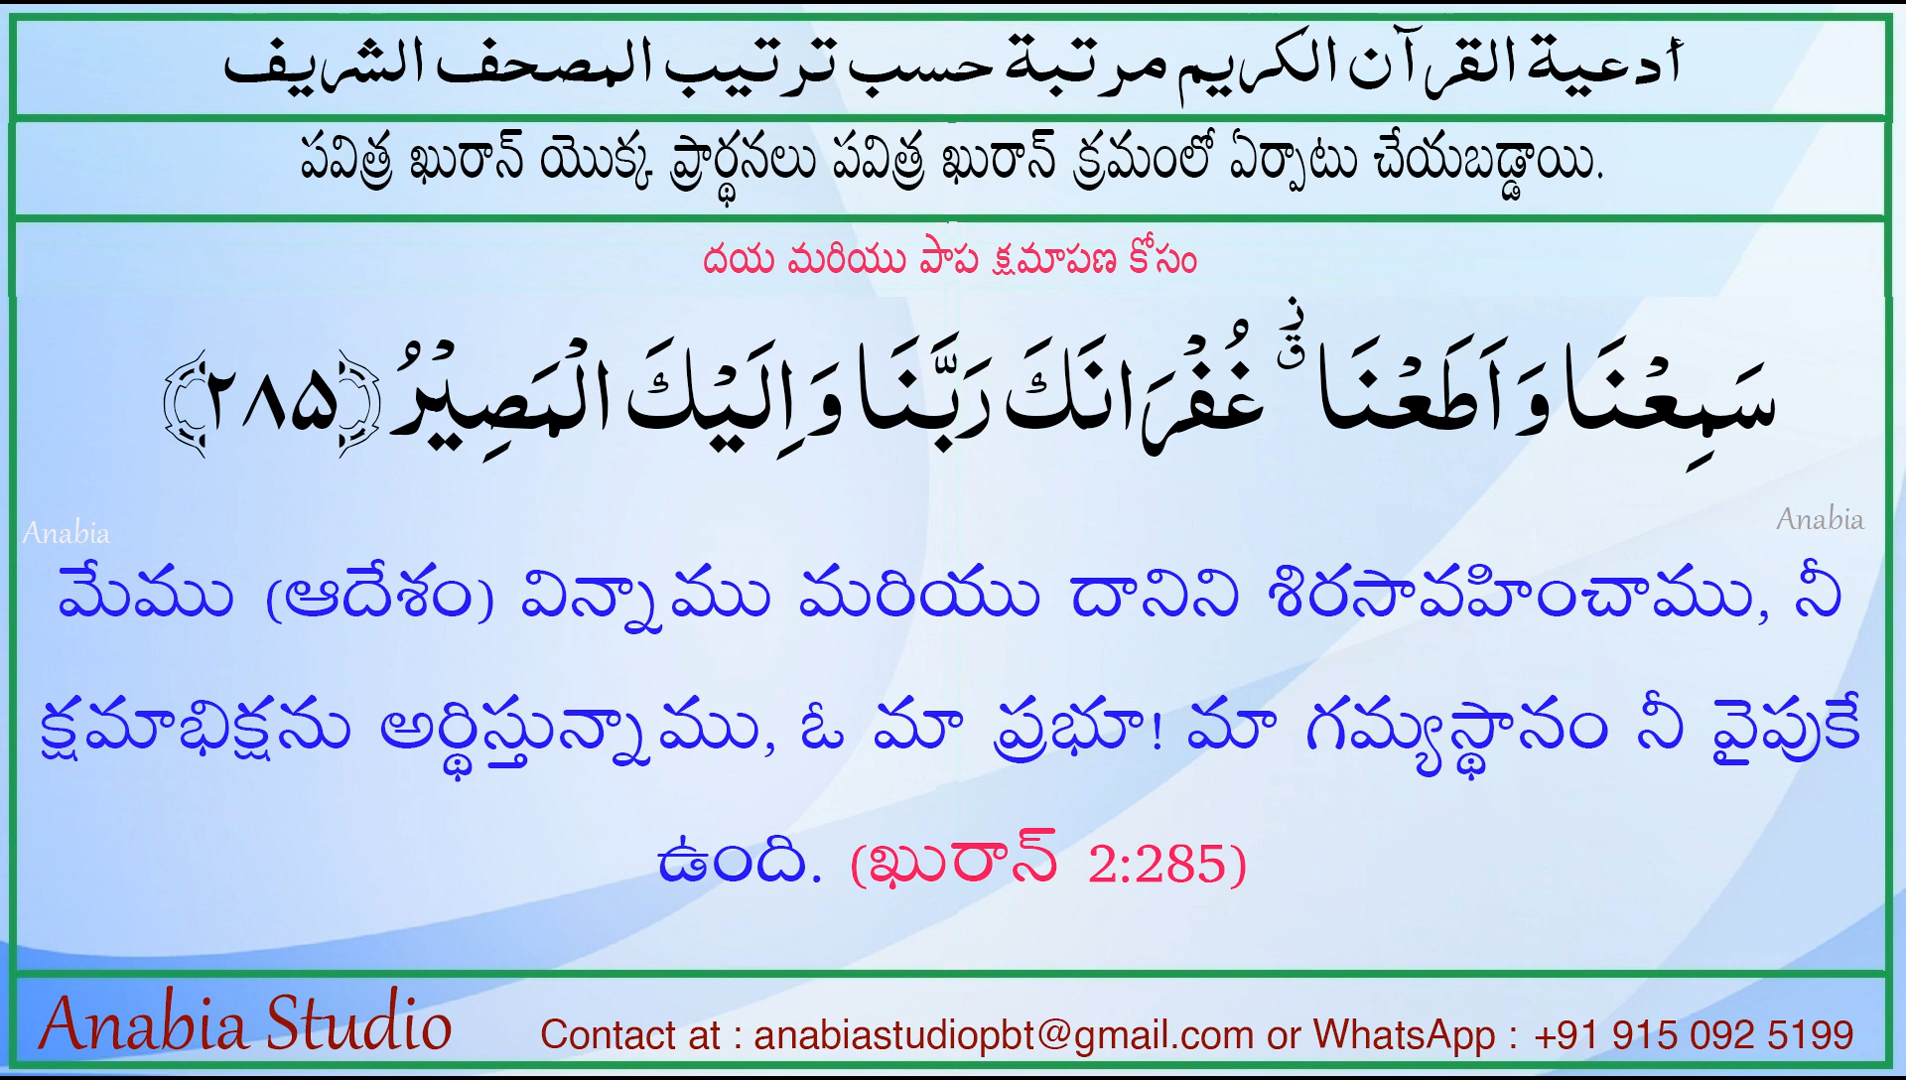 أدعية القرآن الكريم مرتبة حسب ترتيب المصحف الشريف
పవిత్ర ఖురాన్ యొక్క ప్రార్థనలు పవిత్ర ఖురాన్ క్రమంలో ఏర్పాటు చేయబడ్డాయి.
దయ మరియు పాప క్షమాపణ కోసం
سَمِعْنَا وَ اَطَعْنَا ۗ٘ غُفْرَانَكَ رَبَّنَا وَ اِلَیْكَ الْمَصِیْرُ ﴿۲۸۵﴾
Anabia
Anabia
మేము (ఆదేశం) విన్నాము మరియు దానిని శిరసావహించాము, నీ
క్షమాభిక్షను అర్థిస్తున్నాము, ఓ మా ప్రభూ! మా గమ్యస్థానం నీ వైపుకే
ఉంది. (ఖురాన్ 2:285)
Anabia Studio
Contact at : anabiastudiopbt@gmail.com or WhatsApp : +91 915 092 5199